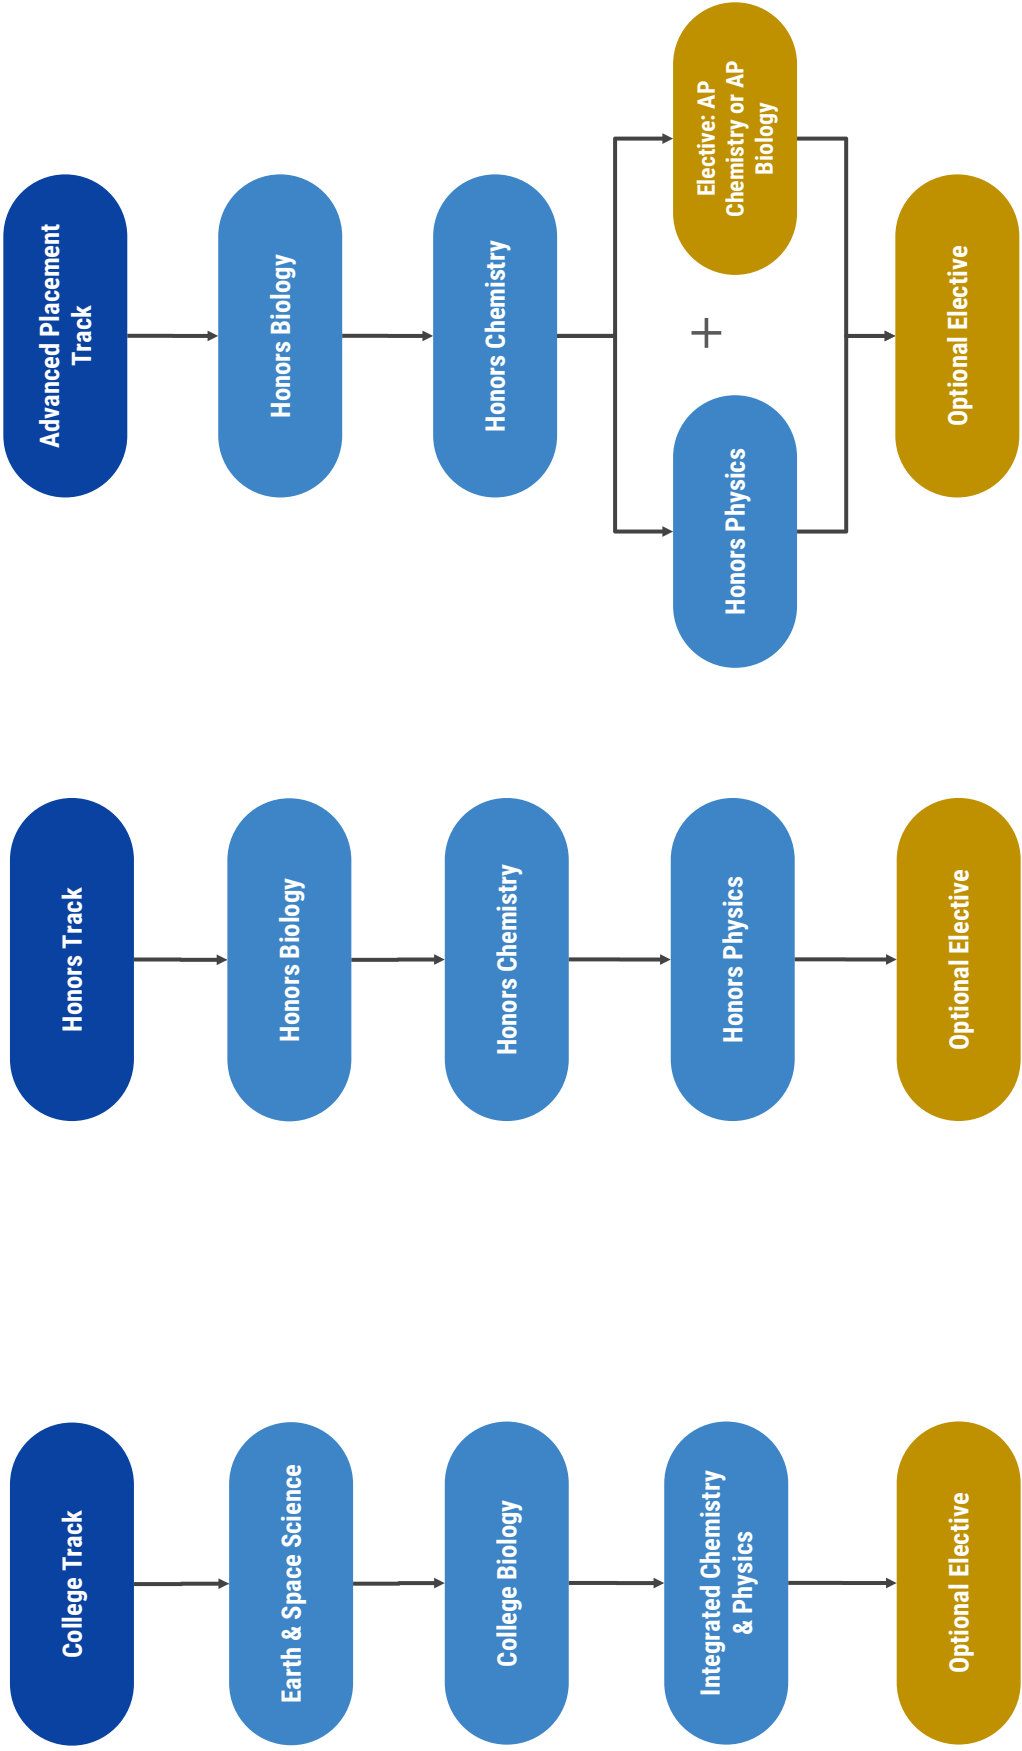 College Track
Earth & Space Science
College Biology
Integrated Chemistry
& Physics
Optional Elective
Honors Track
Honors Biology
Honors Chemistry
Honors Physics
Optional Elective
Advanced Placement
Track
Honors Biology
Honors Chemistry
Honors Physics
+
Elective: AP
Chemistry or AP
Biology
Optional Elective